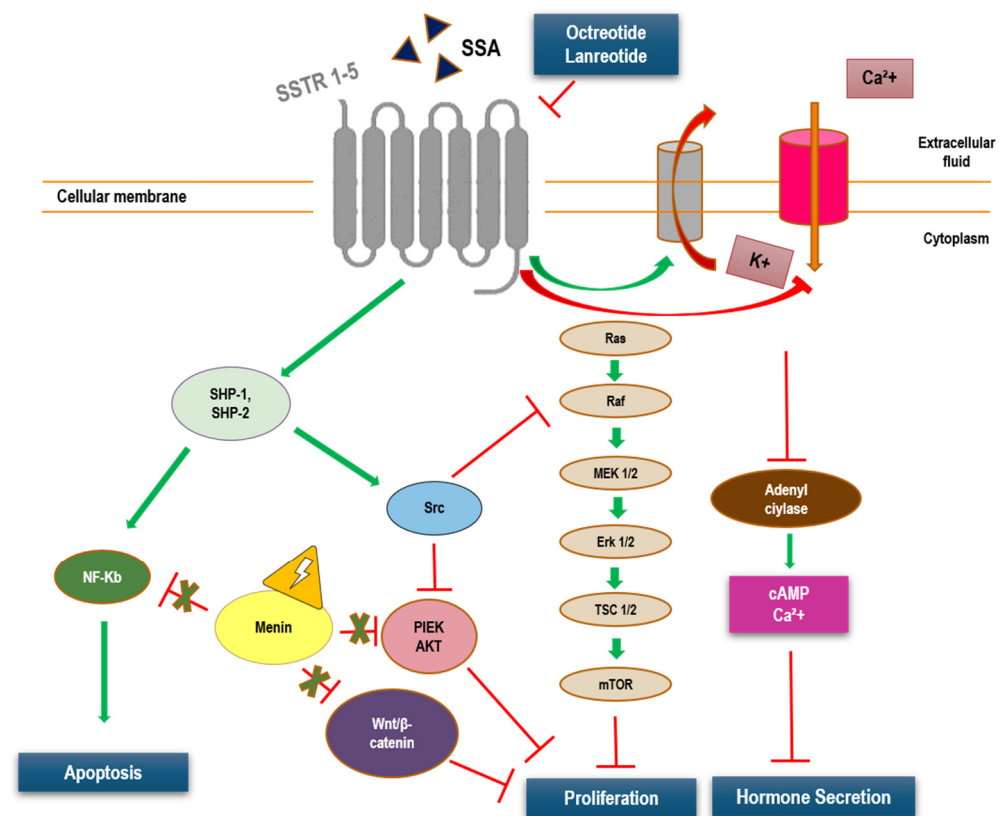 SSA
Octreotide
Lanreotide
SSTR 1-5
Ca²+
Extracellular
fluid
Cellular membrane
Cytoplasm
K+
Ras
SHP-1,
SHP-2
Raf
MEK 1/2
Src
Adenyl
ciylase
Erk 1/2
NF-Kb
cAMP
Ca²+
TSC 1/2
Menin
PIEK
AKT
mTOR
Wnt/β-
catenin
Apoptosis
Proliferation
Hormone Secretion